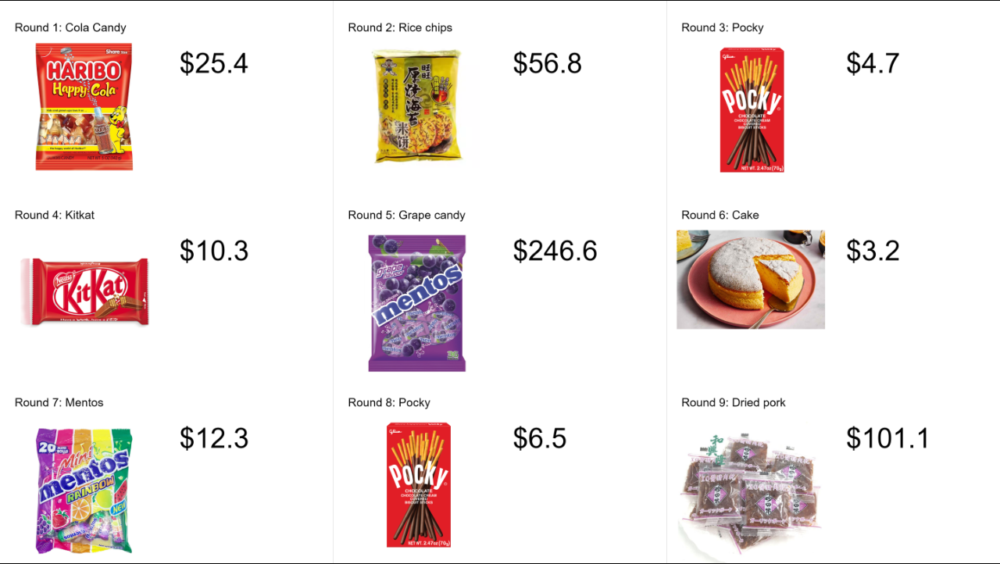 Round 1: Cola Candy
$25.4
Share Size
HARIBO
Happy Cola
Round 2: Rice chips
$56.8
旺旺
厚烧海苔
米饼
Round 3: Pocky
$4.7
Glico
POCKY
CHOCOLATE
CHOCOLATE CREAM
COVERED
BISCUIT STICKS
NET WT. 2.47oz (70g)
Round 4: Kitkat
$10.3
Nestle
KitKat
Round 5: Grape candy
$246.6
grape
flavour
mentos
Round 6: Cake
$3.2
Round 7: Mentos
$12.3
20
Mini
mentos
RAINBOW
NEW
Round 8: Pocky
$6.5
Glico
POCKY
CHOCOLATE
CHOCOLATE CREAM
COVERED
BISCUIT STICKS
NET WT. 2.47oz (70g)
Round 9: Dried pork
$101.1